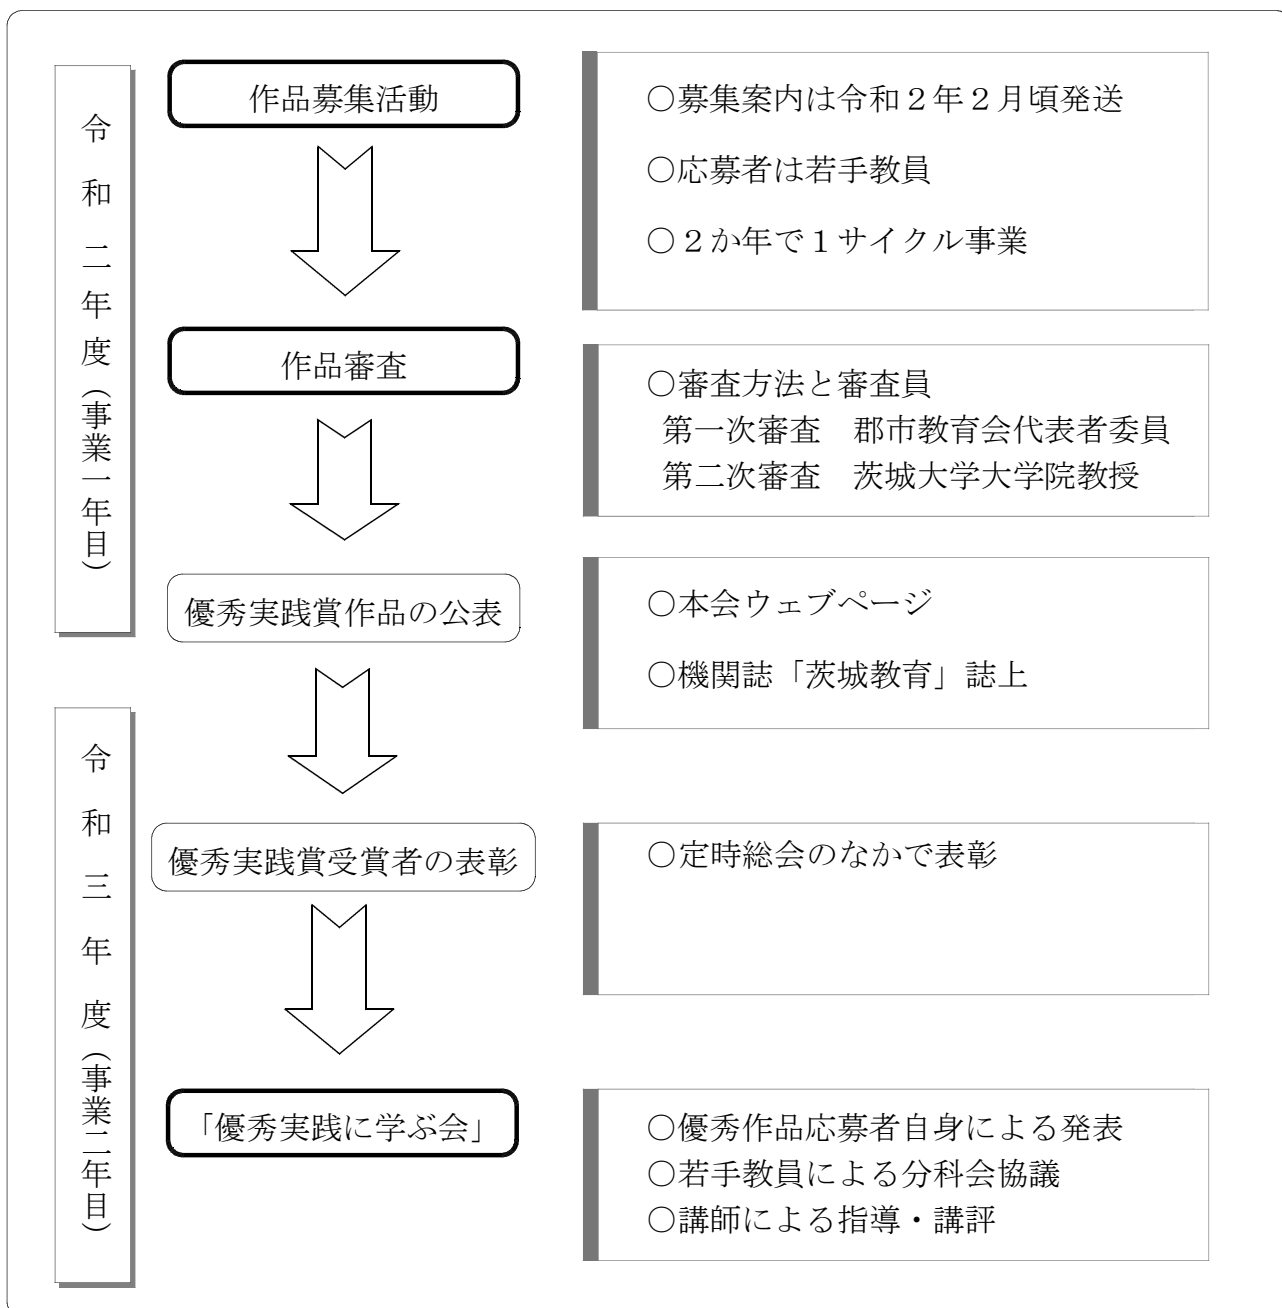 令和二年度(事業一年目)
作品募集活動
○募集案内は令和２年２月頃発送
○応募者は若手教員
○２か年で１サイクル事業
作品審査
○審査方法と審査員
第一次審査　郡市教育会代表者委員
第二次審査　茨城大学大学院教授
優秀実践賞作品の公表
○本会ウェブページ
○機関誌「茨城教育」誌上
令和三年度(事業二年目)
優秀実践賞受賞者の表彰
○定時総会のなかで表彰
「優秀実践に学ぶ会」
○優秀作品応募者自身による発表
○若手教員による分科会協議
○講師による指導・講評